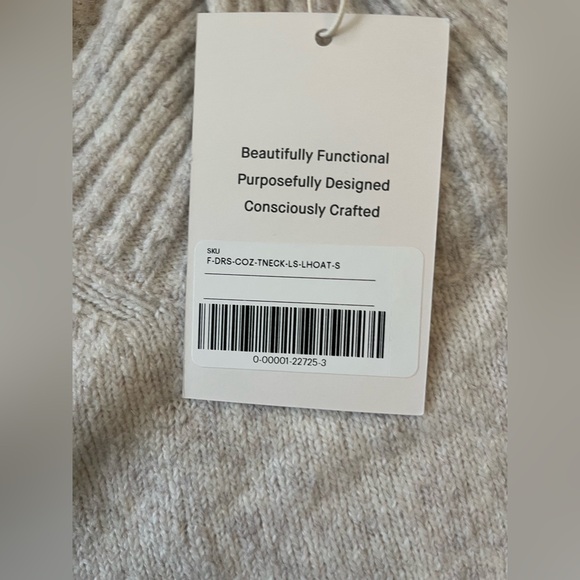 Beautifully Functional
Purposefully Designed
Consciously Crafted
SKU
F-DRS-COZ-TNECK-LS-LHOAT-S
0-00001-22725-3